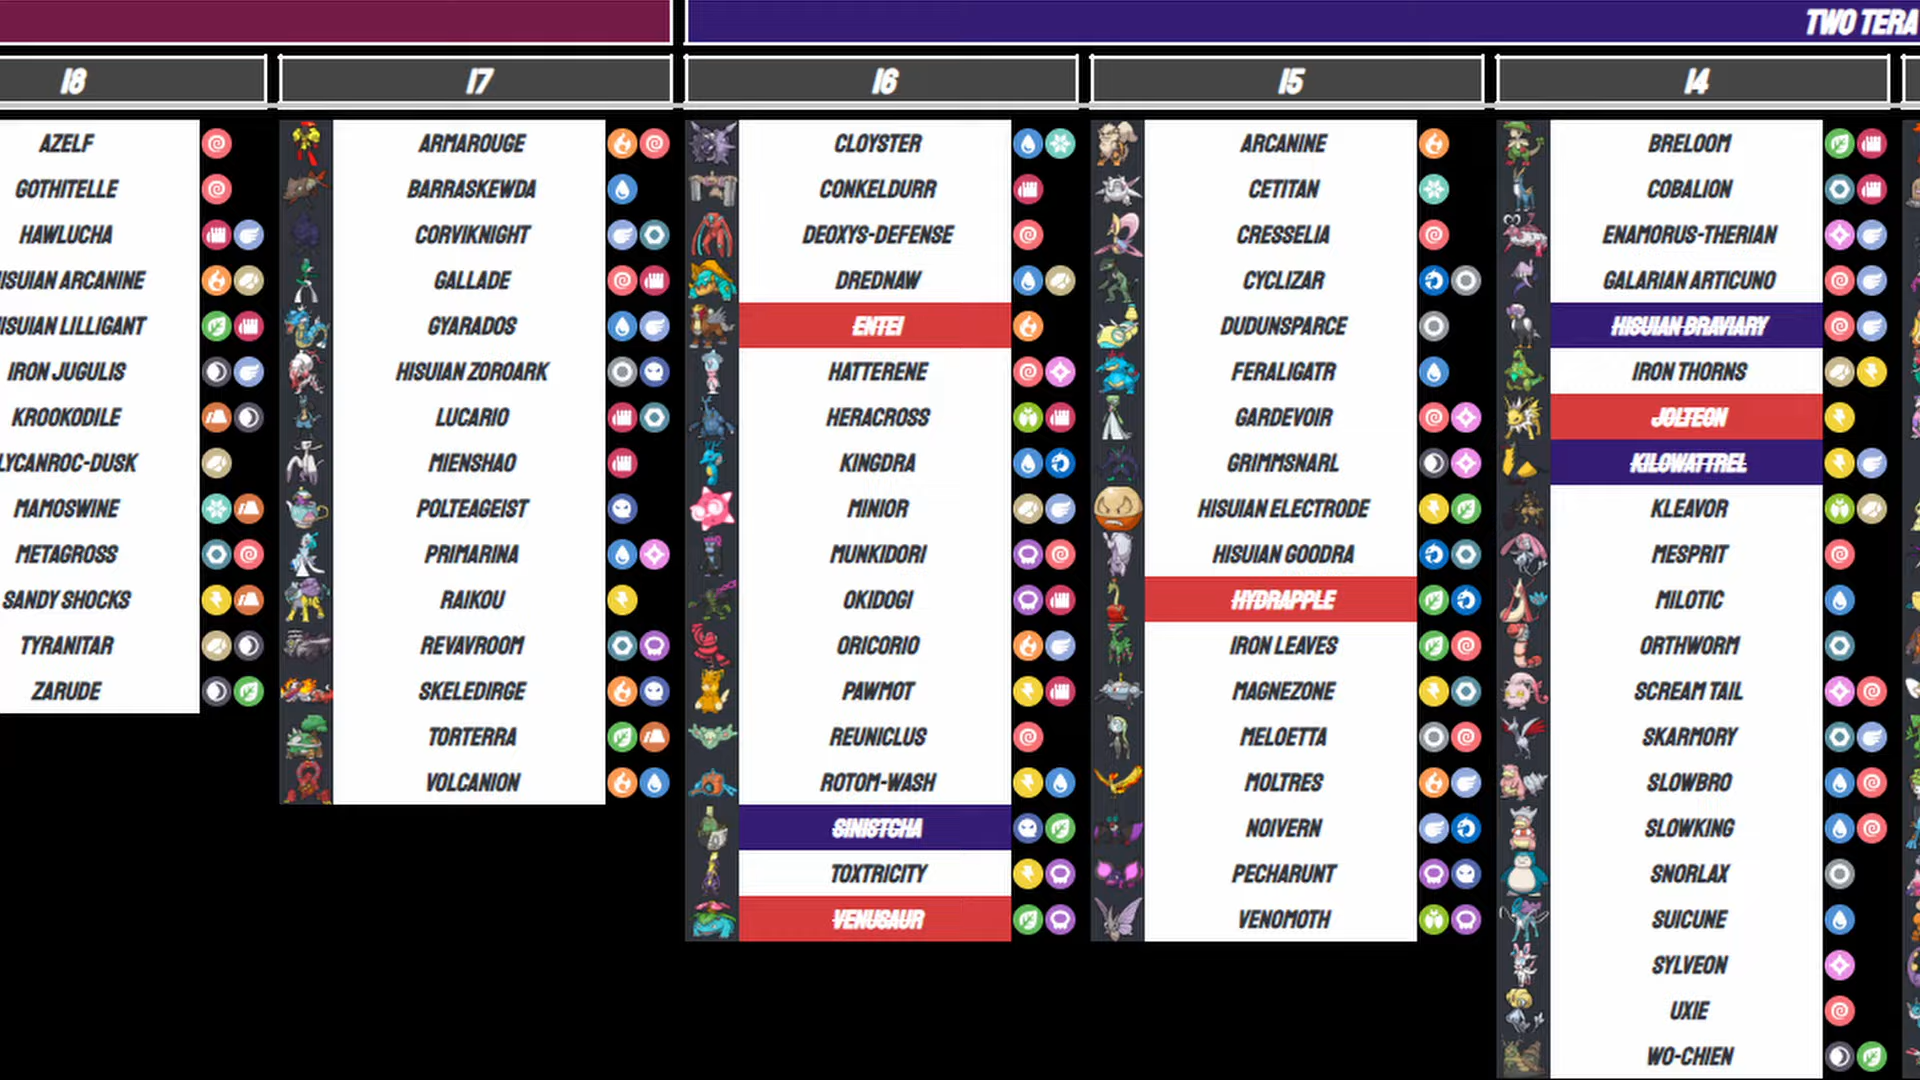 TWO TERA
18
AZELF
GOTHITELLE
HAWLUCHA
ISUIAN ARCANINE
ISUIAN LILLIGANT
IRON JUGULIS
KROOKODILE
LYCANROC-DUSK
MAMOSWINE
METAGROSS
SANDY SHOCKS
TYRANITAR
ZARUDE
17
ARMAROUGE
BARRASKEWDA
CORVIKNIGHT
GALLADE
GYARADOS
HISUIAN ZOROARK
LUCARIO
MIENSHAO
POLTEAGEIST
PRIMARINA
RAIKOU
REVAVROOM
SKELEDIRGE
TORTERRA
VOLCANION
16
CLOYSTER
CONKELDURR
DEOXYS-DEFENSE
DREDNAW
ENTEI
HATTERENE
HERACROSS
KINGDRA
MINIOR
MUNKIDORI
OKIDOGI
ORICORIO
PAWMOT
REUNICLUS
ROTOM-WASH
SINISTCHA
TOXTRICITY
VENUSAUR
15
ARCANINE
CETITAN
CRESSELIA
CYCLIZAR
DUDUNSPARCE
FERALIGATR
GARDEVOIR
GRIMMSNARL
HISUIAN ELECTRODE
HISUIAN GOODRA
HYDRAPPLE
IRON LEAVES
MAGNEZONE
MELOETTA
MOLTRES
NOIVERN
PECHARUNT
VENOMOTH
14
BRELOOM
COBALION
ENAMORUS-THERIAN
GALARIAN ARTICUNO
HISUIAN BRAVIARY
IRON THORNS
JOLTEON
KILOWATTREL
KLEAVOR
MESPRIT
MILOTIC
ORTHWORM
SCREAM TAIL
SKARMORY
SLOWBRO
SLOWKING
SNORLAX
SUICUNE
SYLVEON
UXIE
WO-CHIEN